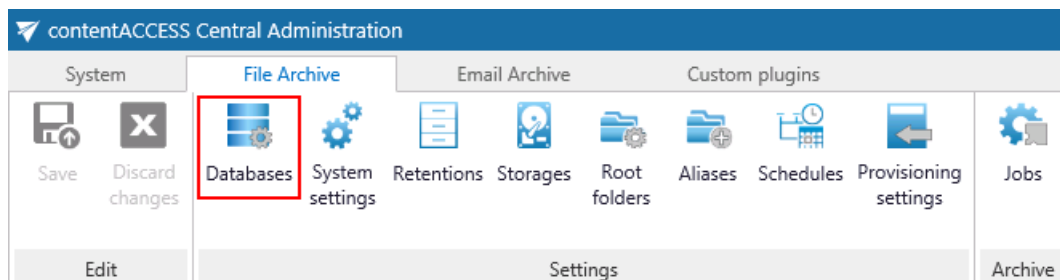 contentACCESS Central Administration
System File Archive Email Archive Custom plugins
Save Discard changes Databases System settings Retentions Storages Root folders Aliases Schedules Provisioning settings Jobs
Edit Settings Archive